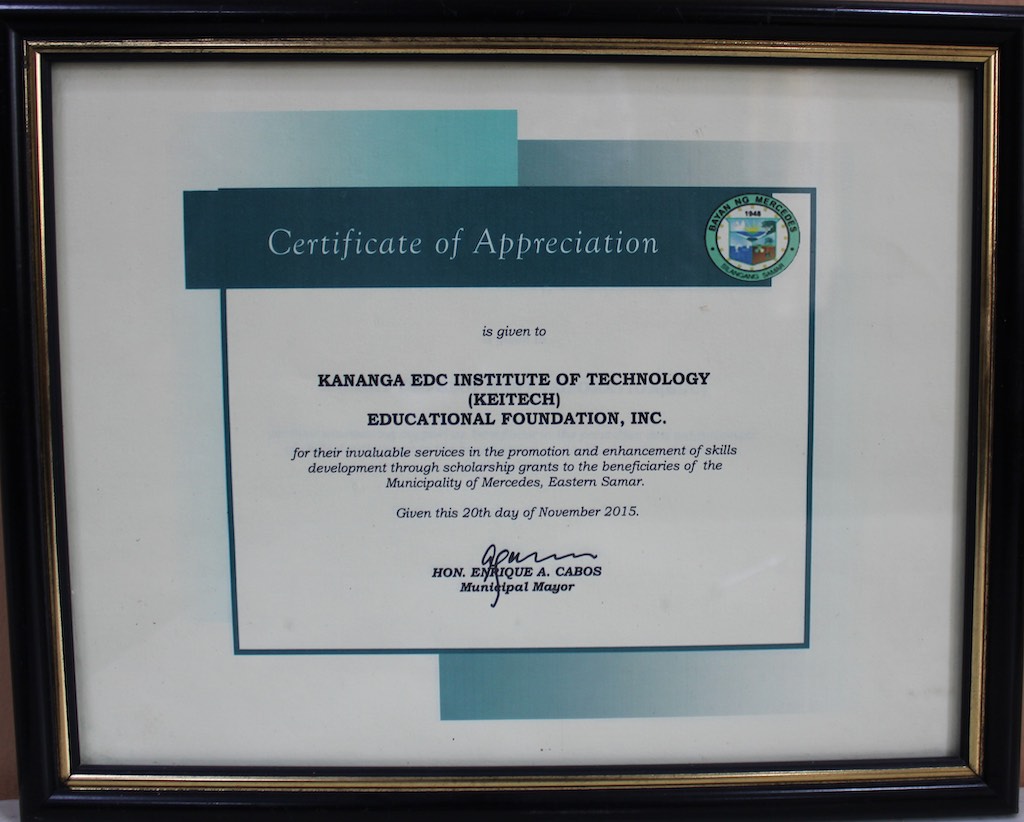 Certificate of Appreciation
BAYAN NG MERCEDES
1948
SILANGANG SAMAR
is given to
KANANGA EDC INSTITUTE OF TECHNOLOGY
(KEITECH)
EDUCATIONAL FOUNDATION, INC.
for their invaluable services in the promotion and enhancement of skills
development through scholarship grants to the beneficiaries of the
Municipality of Mercedes, Eastern Samar.
Given this 20th day of November 2015.
HON. ENRIQUE A. CABOS
Municipal Mayor